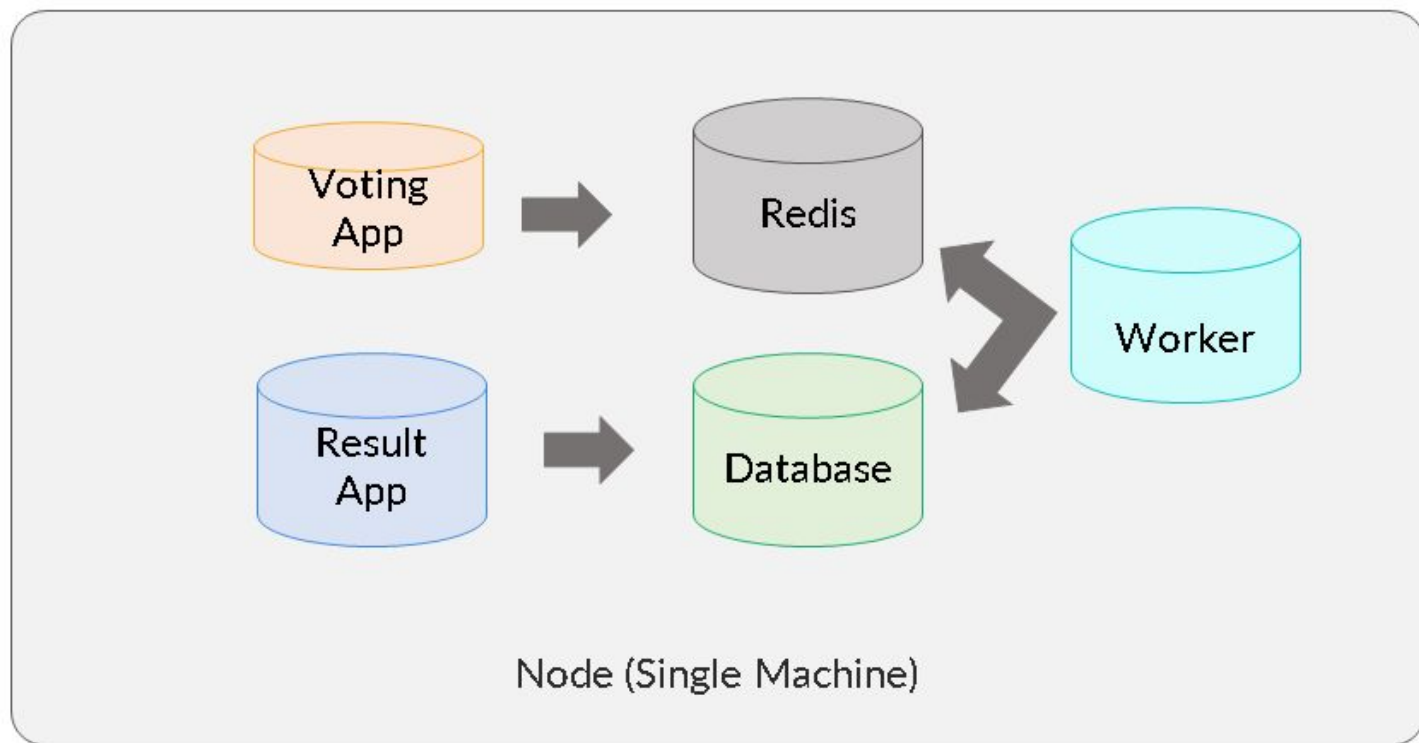 Voting
App
Redis
Worker
Result
App
Database
Node (Single Machine)